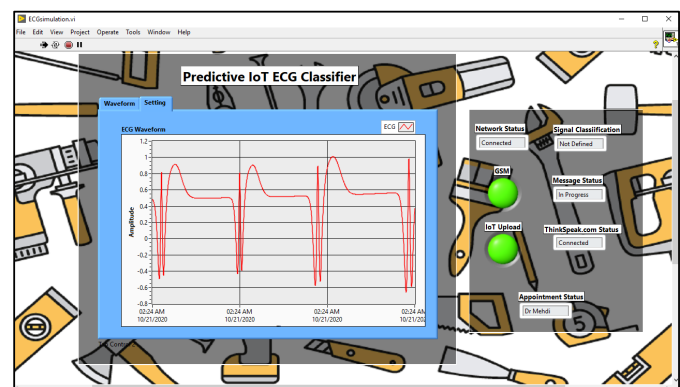 ECGsimulation.vi
File Edit View Project Operate Tools Window Help
Predictive IoT ECG Classifier
Waveform Setting
ECG Waveform
ECG
1.2
1
0.8
0.6
0.4
0.2
0
-0.2
-0.4
-0.6
-0.8
Amplitude
02:24 AM 02:24 AM 02:24 AM 02:24 AM
10/21/2020 10/21/2020 10/21/2020 10/21/202
Network Status
Connected
Signal Classiification
Not Defined
GSM
Message Status
In Progress
IoT Upload
ThinkSpeak.com Status
Connected
Appointment Status
Dr Mehdi
Control 2